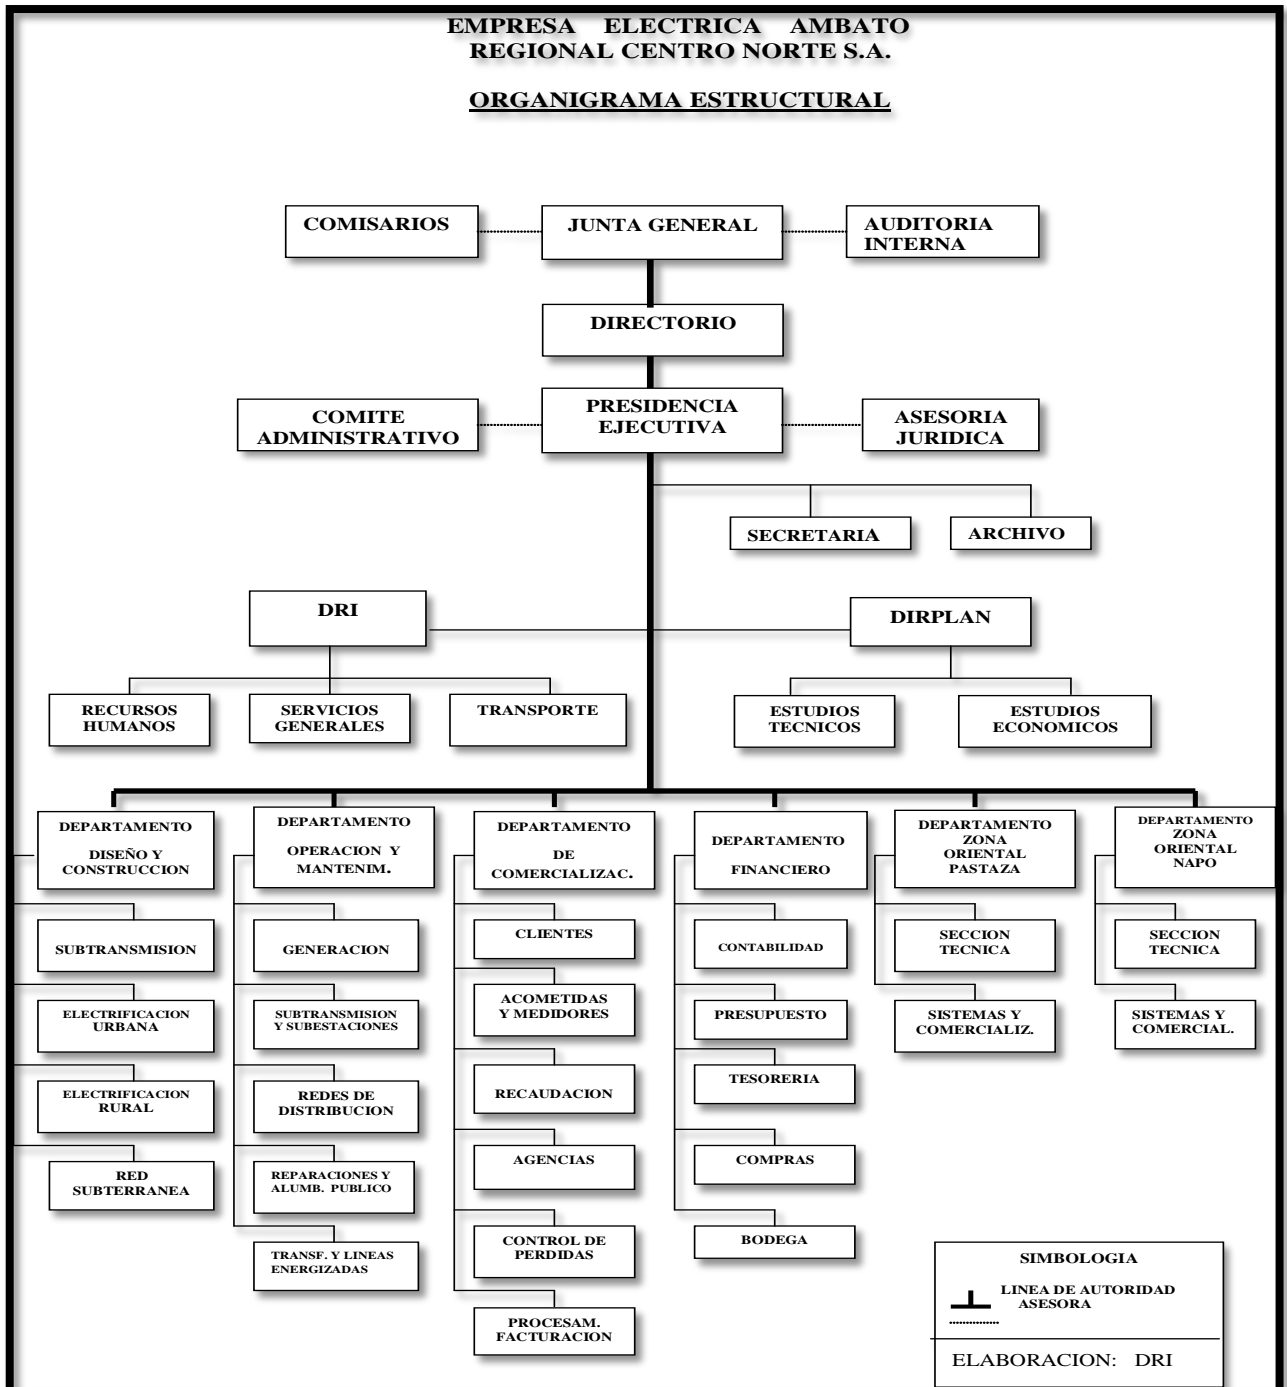 EMPRESA ELECTRICA AMBATO
REGIONAL CENTRO NORTE S.A.
ORGANIGRAMA ESTRUCTURAL
COMISARIOS
JUNTA GENERAL
AUDITORIA
INTERNA
DIRECTORIO
COMITE
ADMINISTRATIVO
PRESIDENCIA
EJECUTIVA
ASESORIA
JURIDICA
SECRETARIA
ARCHIVO
DRI
DIRPLAN
RECURSOS
HUMANOS
SERVICIOS
GENERALES
TRANSPORTE
ESTUDIOS
TECNICOS
ESTUDIOS
ECONOMICOS
DEPARTAMENTO
DISEÑO Y
CONSTRUCCION
SUBTRANSMISION
ELECTRIFICACION
URBANA
ELECTRIFICACION
RURAL
RED
SUBTERRANEA
DEPARTAMENTO
OPERACION Y
MANTENIM.
GENERACION
SUBTRANSMISION
Y SUBESTACIONES
REDES DE
DISTRIBUCION
REPARACIONES Y
ALUMB. PUBLICO
TRANSF. Y LINEAS
ENERGIZADAS
DEPARTAMENTO
DE
COMERCIALIZAC.
CLIENTES
ACOMETIDAS
Y MEDIDORES
RECAUDACION
AGENCIAS
CONTROL DE
PERDIDAS
PROCESAM.
FACTURACION
DEPARTAMENTO
FINANCIERO
CONTABILIDAD
PRESUPUESTO
TESORERIA
COMPRAS
BODEGA
DEPARTAMENTO
ZONA
ORIENTAL
PASTAZA
SECCION
TECNICA
SISTEMAS Y
COMERCIALIZ.
DEPARTAMENTO
ZONA
ORIENTAL
NAPO
SECCION
TECNICA
SISTEMAS Y
COMERCIAL.
SIMBOLOGIA
LINEA DE AUTORIDAD
ASESORA
ELABORACION: DRI